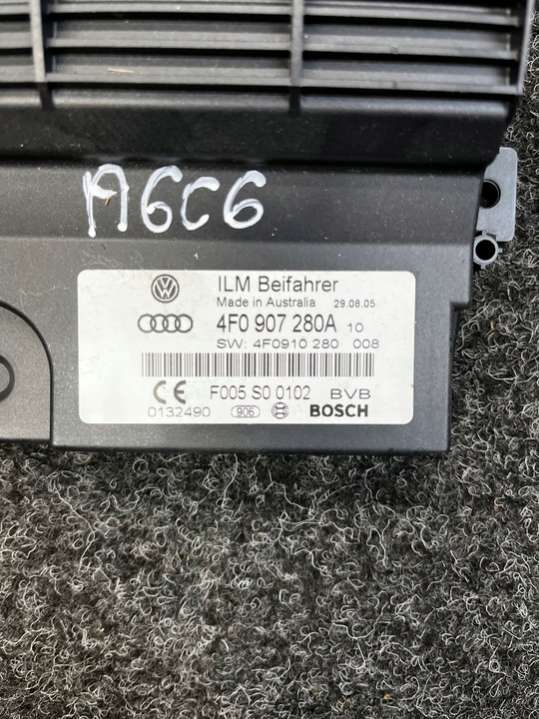 A6C6
ILM Beifahrer
Made in Australia 29.08.05
4F0 907 280A 10
SW: 4F0910 280 008
F005 S0 0102 BVB
0132490 906 BOSCH